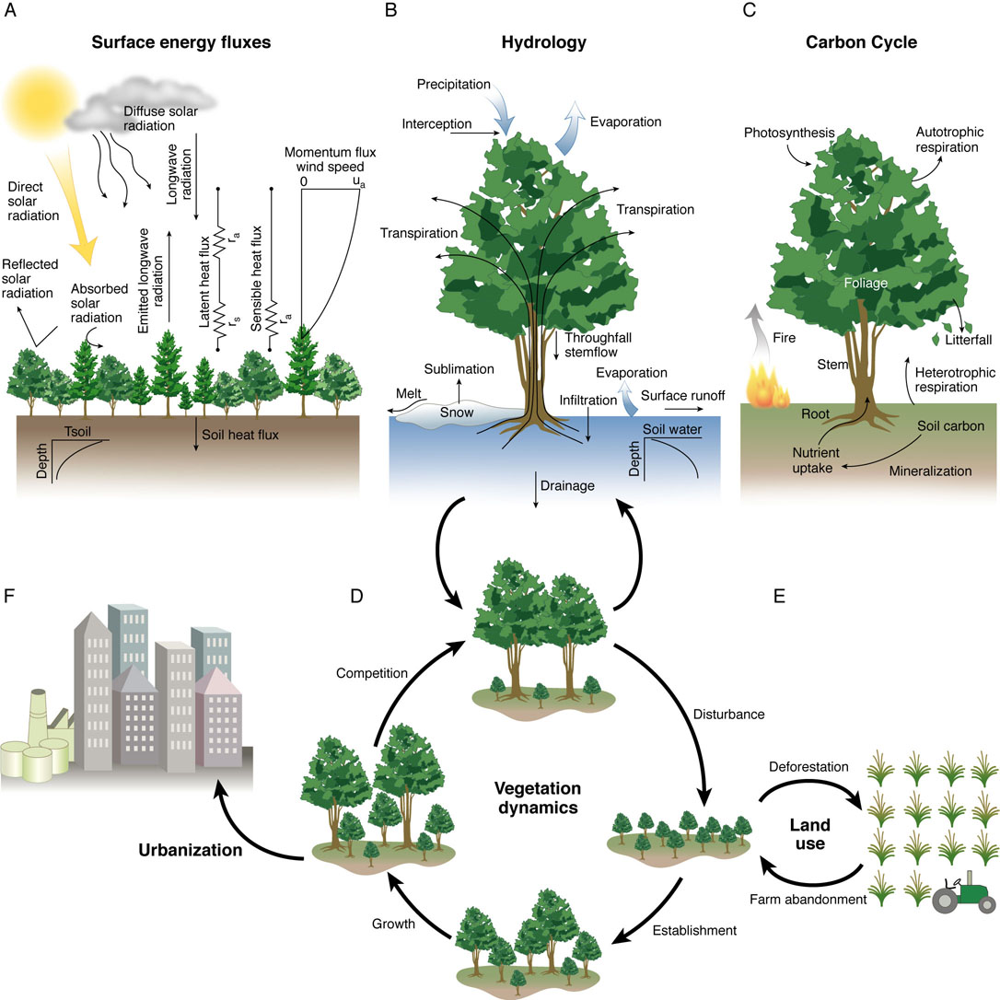 A
Surface energy fluxes
Diffuse solar
radiation
Direct
solar
radiation
Reflected
solar
radiation
Absorbed
solar
radiation
Emitted longwave
radiation
Longwave
radiation
Latent heat flux
ra
rs
Sensible heat flux
ra
Momentum flux
wind speed
0
ua
Tsoil
Depth
Soil heat flux
B
Hydrology
Precipitation
Interception
Evaporation
Transpiration
Transpiration
Throughfall
stemflow
Sublimation
Melt
Snow
Infiltration
Evaporation
Surface runoff
Soil water
Depth
Drainage
C
Carbon Cycle
Photosynthesis
Autotrophic
respiration
Foliage
Fire
Litterfall
Stem
Heterotrophic
respiration
Root
Soil carbon
Nutrient
uptake
Mineralization
D
Competition
Disturbance
Vegetation
dynamics
Growth
Establishment
E
Deforestation
Land
use
Farm abandonment
F
Urbanization